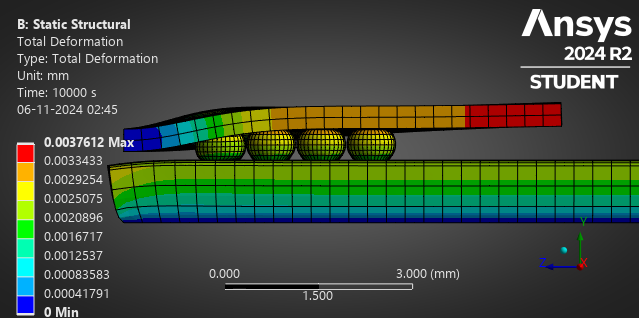 B: Static Structural
Total Deformation
Type: Total Deformation
Unit: mm
Time: 10000 s
06-11-2024 02:45
0.0037612 Max
0.0033433
0.0029254
0.0025075
0.0020896
0.0016717
0.0012537
0.00083583
0.00041791
0 Min
Ansys
2024 R2
STUDENT
0.000
3.000 (mm)
1.500
Y
Z
X